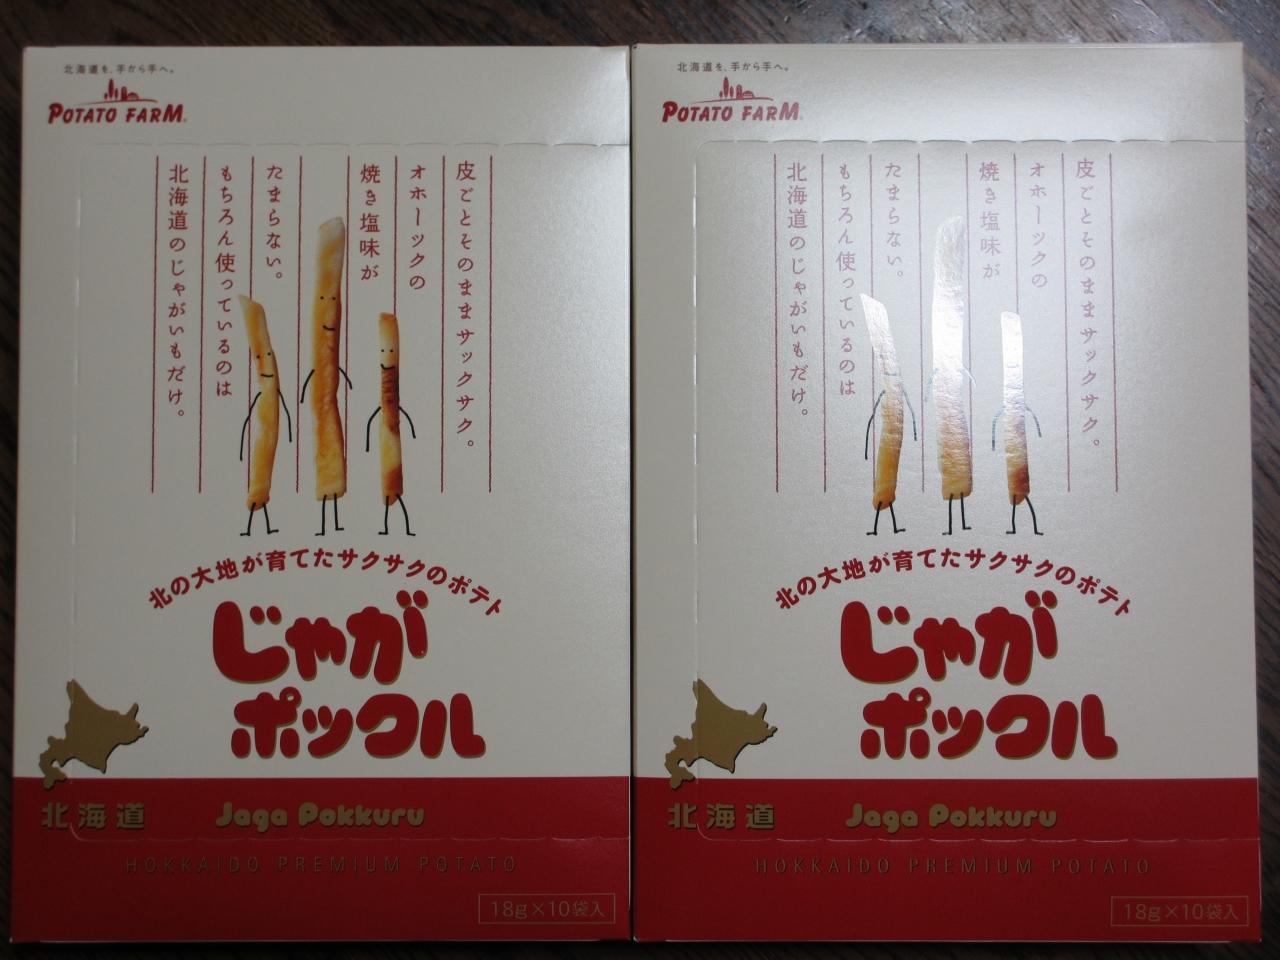 北海道を、手から手へ。
POTATO FARM
皮ごとそのままサックサク。
オホーツクの
焼き塩味が
たまらない。
もちろん使っているのは
北海道のじゃがいもだけ。
北の大地が育てたサクサクのポテト
じゃが
ポックル
北海道
Jaga Pokkuru
HOKKAIDO PREMIUM POTATO
18g×10袋入
北海道を、手から手へ。
POTATO FARM
皮ごとそのままサックサク。
オホーツクの
焼き塩味が
たまらない。
もちろん使っているのは
北海道のじゃがいもだけ。
北の大地が育てたサクサクのポテト
じゃが
ポックル
北海道
Jaga Pokkuru
HOKKAIDO PREMIUM POTATO
18g×10袋入